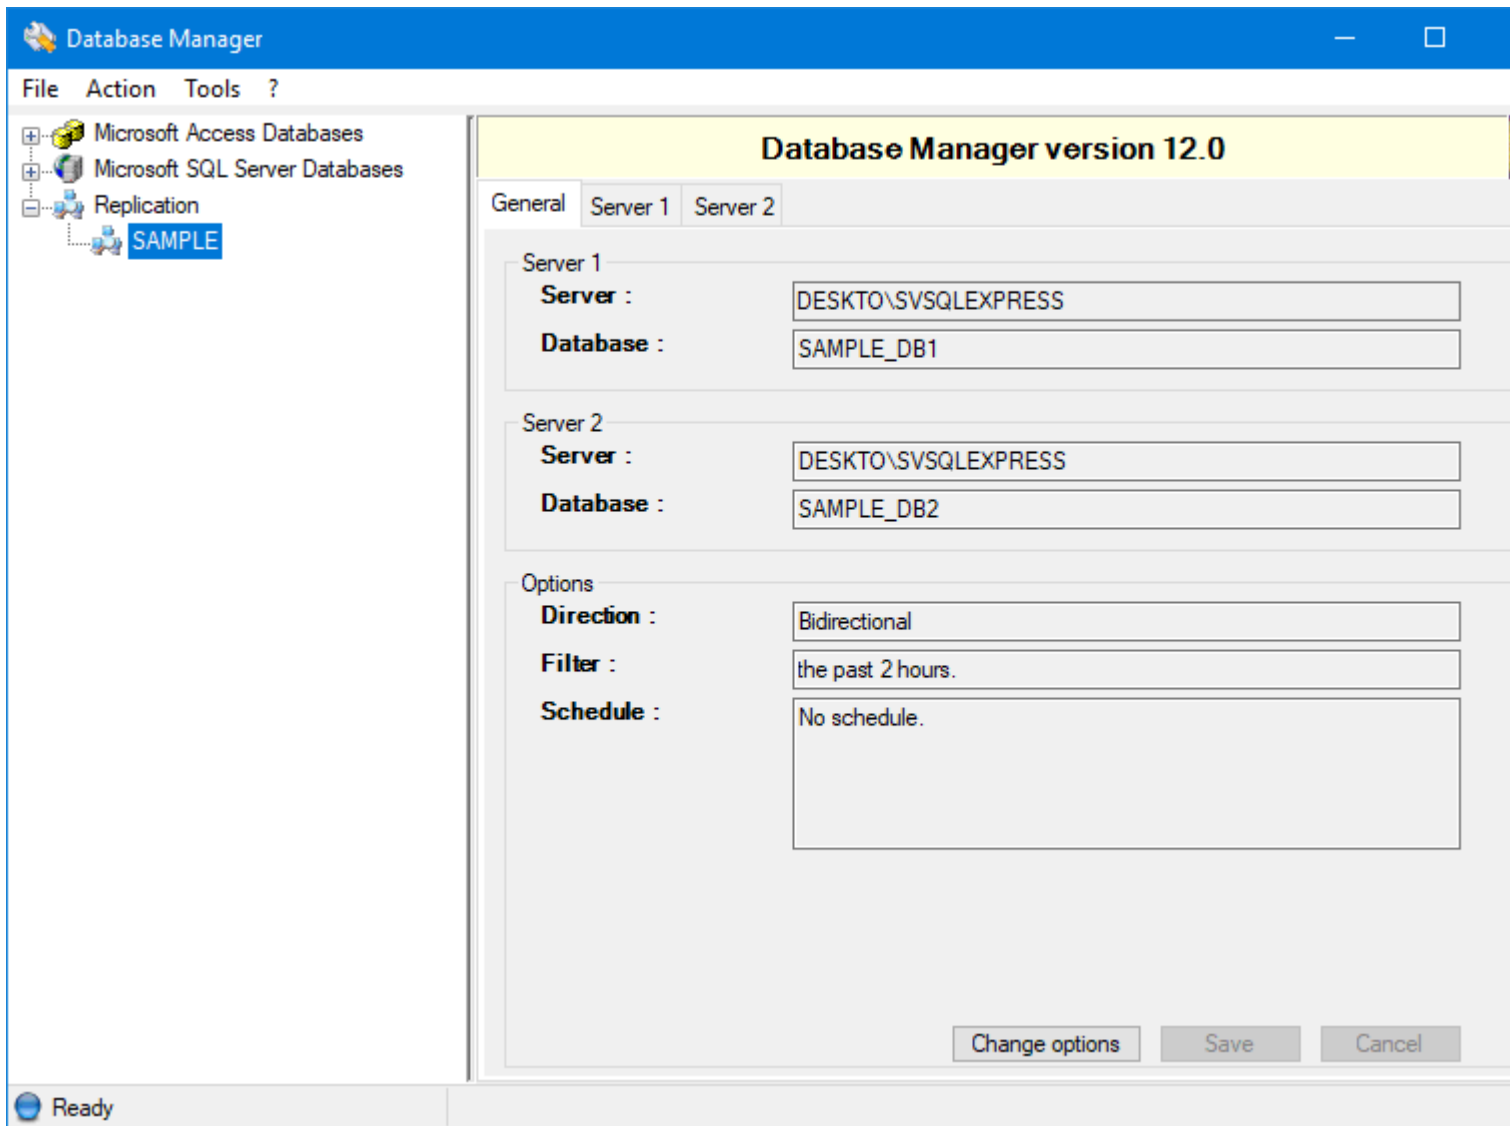 Database Manager
File Action Tools ?
Microsoft Access Databases
Microsoft SQL Server Databases
Replication
SAMPLE
Database Manager version 12.0
General Server 1 Server 2
Server 1
Server : DESKTO\SVSQLEXPRESS
Database : SAMPLE_DB1
Server 2
Server : DESKTO\SVSQLEXPRESS
Database : SAMPLE_DB2
Options
Direction : Bidirectional
Filter : the past 2 hours.
Schedule : No schedule.
Change options Save Cancel
Ready